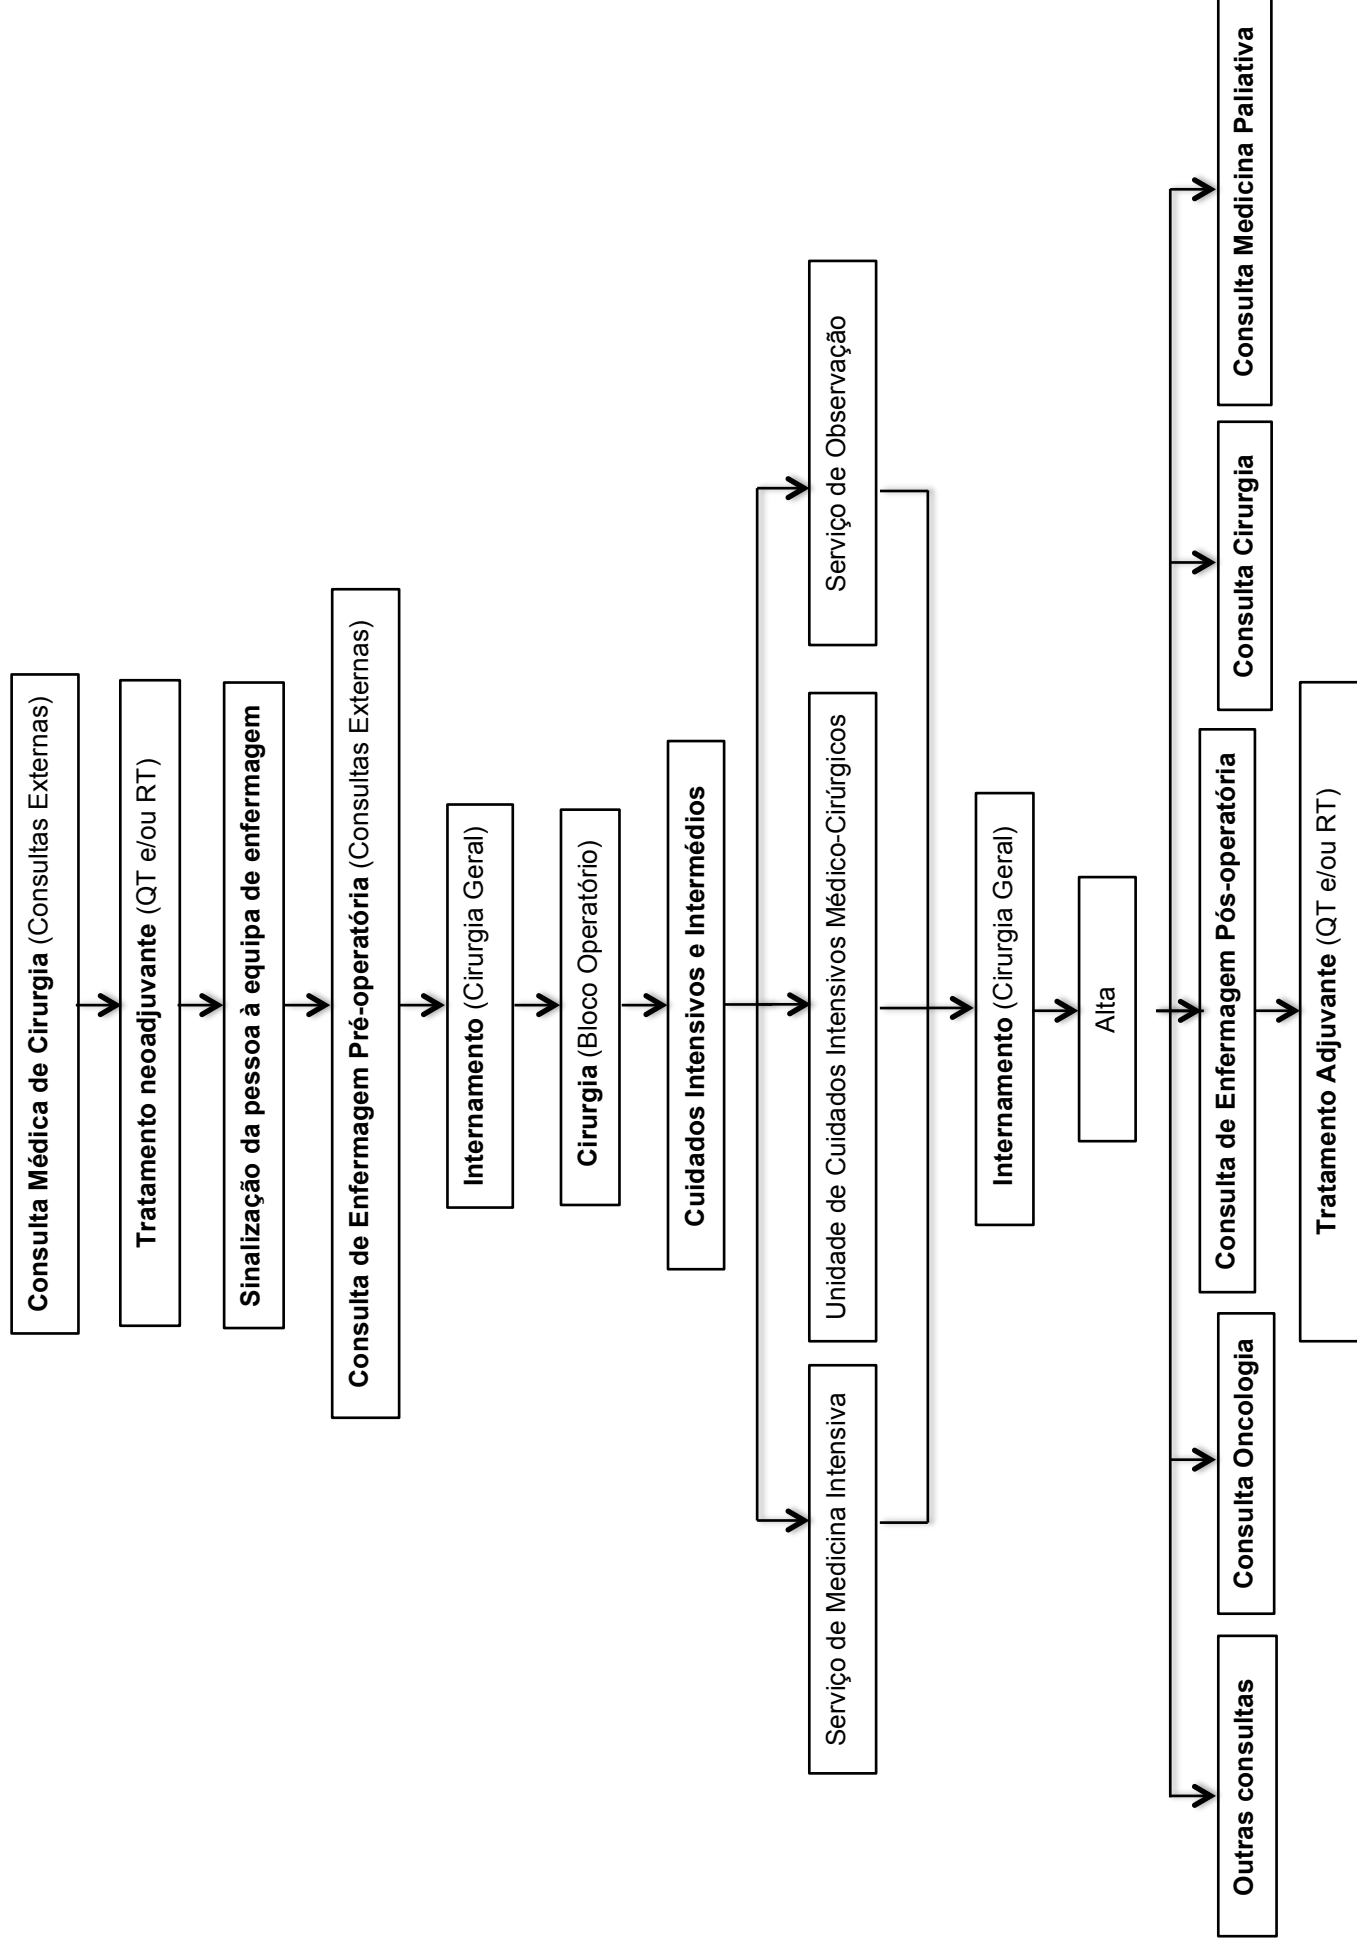 Consulta Médica de Cirurgia (Consultas Externas)
Tratamento neoadjuvante (QT e/ou RT)
Sinalização da pessoa à equipa de enfermagem
Consulta de Enfermagem Pré-operatória (Consultas Externas)
Internamento (Cirurgia Geral)
Cirurgia (Bloco Operatório)
Cuidados Intensivos e Intermédios
Serviço de Medicina Intensiva
Unidade de Cuidados Intensivos Médico-Cirúrgicos
Serviço de Observação
Internamento (Cirurgia Geral)
Alta
Outras consultas
Consulta Oncologia
Consulta de Enfermagem Pós-operatória
Consulta Cirurgia
Consulta Medicina Paliativa
Tratamento Adjuvante (QT e/ou RT)